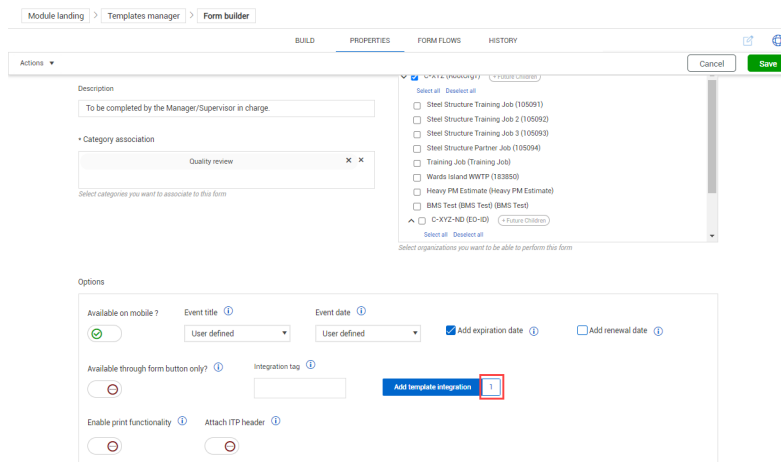 Module landing > Templates manager > Form builder
BUILD PROPERTIES FORM FLOWS HISTORY
Actions Cancel Save
C-XYZ (RootOrg1) +Future Children
Description
Select all Deselect all
To be completed by the Manager/Supervisor in charge.
Steel Structure Training Job (105091)
Steel Structure Training Job 2 (105092)
Steel Structure Training Job 3 (105093)
* Category association
Steel Structure Partner Job (105094)
Quality review × ×
Training Job (Training Job)
Wards Island WWTP (183850)
Heavy PM Estimate (Heavy PM Estimate)
Select categories you want to associate to this form
BMS Test (BMS Test) (BMS Test)
C-XYZ-ND (EO-ID) +Future Children
Select all Deselect all
Select organizations you want to be able to perform this form
Options
Available on mobile ? Event title Event date
User defined User defined Add expiration date Add renewal date
Available through form button only? Integration tag
Add template integration 1
Enable print functionality Attach ITP header